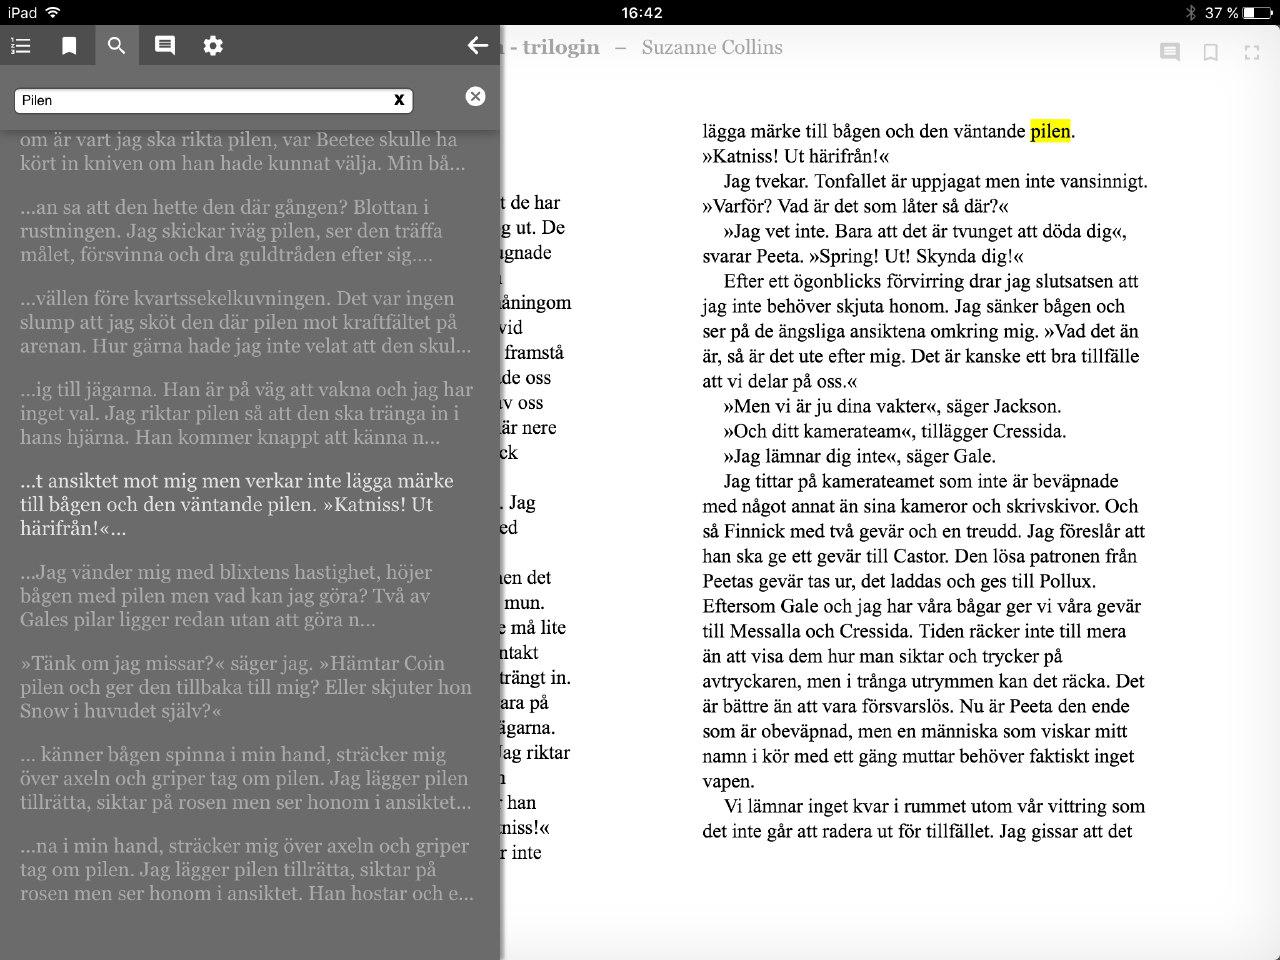 iPad
16:42
37 %
- trilogin – Suzanne Collins
Pilen
X
om är vart jag ska rikta pilen, var Beetee skulle ha
kört in kniven om han hade kunnat välja. Min bå...
...an sa att den hette den där gången? Blottan i
rustningen. Jag skickar iväg pilen, ser den träffa
målet, försvinna och dra guldtråden efter sig....
...vällen före kvartssekelkuvningen. Det var ingen
slump att jag sköt den där pilen mot kraftfältet på
arenan. Hur gärna hade jag inte velat att den skul...
...ig till jägarna. Han är på väg att vakna och jag har
inget val. Jag riktar pilen så att den ska tränga in i
hans hjärna. Han kommer knappt att känna n...
...t ansiktet mot mig men verkar inte lägga märke
till bågen och den väntande pilen. »Katniss! Ut
härifrån!«...
...Jag vänder mig med blixtens hastighet, höjer
bågen med pilen men vad kan jag göra? Två av
Gales pilar ligger redan utan att göra n...
»Tänk om jag missar?« säger jag. »Hämtar Coin
pilen och ger den tillbaka till mig? Eller skjuter hon
Snow i huvudet själv?«
... känner bågen spinna i min hand, sträcker mig
över axeln och griper tag om pilen. Jag lägger pilen
tillrätta, siktar på rosen men ser honom i ansiktet...
...na i min hand, sträcker mig över axeln och griper
tag om pilen. Jag lägger pilen tillrätta, siktar på
rosen men ser honom i ansiktet. Han hostar och e...
t de har
g ut. De
ugnade
åningom
vid
framstå
de oss
av oss
är nere
ck
. Jag
ed
en det
mun.
e må lite
ntakt
trängt in.
ara på
ägarna.
Jag riktar
han
niss!«
r inte
lägga märke till bågen och den väntande pilen.
»Katniss! Ut härifrån!«
Jag tvekar. Tonfallet är uppjagat men inte vansinnigt.
»Varför? Vad är det som låter så där?«
»Jag vet inte. Bara att det är tvunget att döda dig«,
svarar Peeta. »Spring! Ut! Skynda dig!«
Efter ett ögonblicks förvirring drar jag slutsatsen att
jag inte behöver skjuta honom. Jag sänker bågen och
ser på de ängsliga ansiktena omkring mig. »Vad det än
är, så är det ute efter mig. Det är kanske ett bra tillfälle
att vi delar på oss.«
»Men vi är ju dina vakter«, säger Jackson.
»Och ditt kamerateam«, tillägger Cressida.
»Jag lämnar dig inte«, säger Gale.
Jag tittar på kamerateamet som inte är beväpnade
med något annat än sina kameror och skrivskivor. Och
så Finnick med två gevär och en treudd. Jag föreslår att
han ska ge ett gevär till Castor. Den lösa patronen från
Peetas gevär tas ur, det laddas och ges till Pollux.
Eftersom Gale och jag har våra bågar ger vi våra gevär
till Messalla och Cressida. Tiden räcker inte till mera
än att visa dem hur man siktar och trycker på
avtryckaren, men i trånga utrymmen kan det räcka. Det
är bättre än att vara försvarslös. Nu är Peeta den ende
som är obeväpnad, men en människa som viskar mitt
namn i kör med ett gäng muttar behöver faktiskt inget
vapen.
Vi lämnar inget kvar i rummet utom vår vittring som
det inte går att radera ut för tillfället. Jag gissar att det